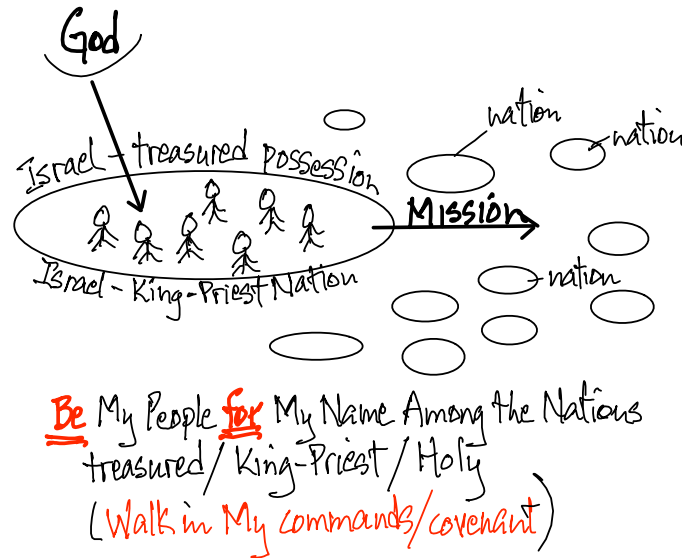 God
nation
nation
Israel - treasured possession
Mission
Israel - King-Priest Nation
nation
Be My People for My Name Among the Nations
treasured / King-Priest / Holy
(Walk in My commands/covenant)